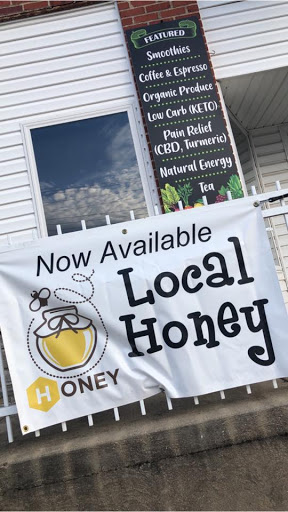 FEATURED
Smoothies
Coffee & Espresso
Organic Produce
Low Carb (KETO)
Pain Relief
(CBD, Turmeric)
Natural Energy
Tea
Now Available
Local
Honey
HONEY